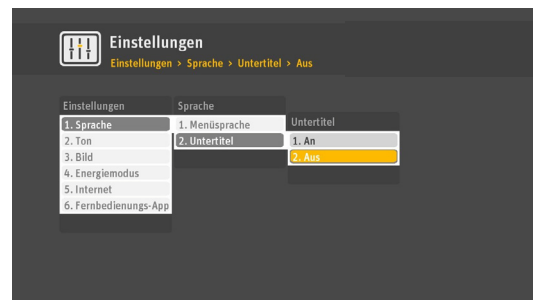 Einstellungen
Einstellungen > Sprache > Untertitel > Aus
Einstellungen
1. Sprache
2. Ton
3. Bild
4. Energiemodus
5. Internet
6. Fernbedienungs-App
Sprache
1. Menüsprache
2. Untertitel
Untertitel
1. An
2. Aus